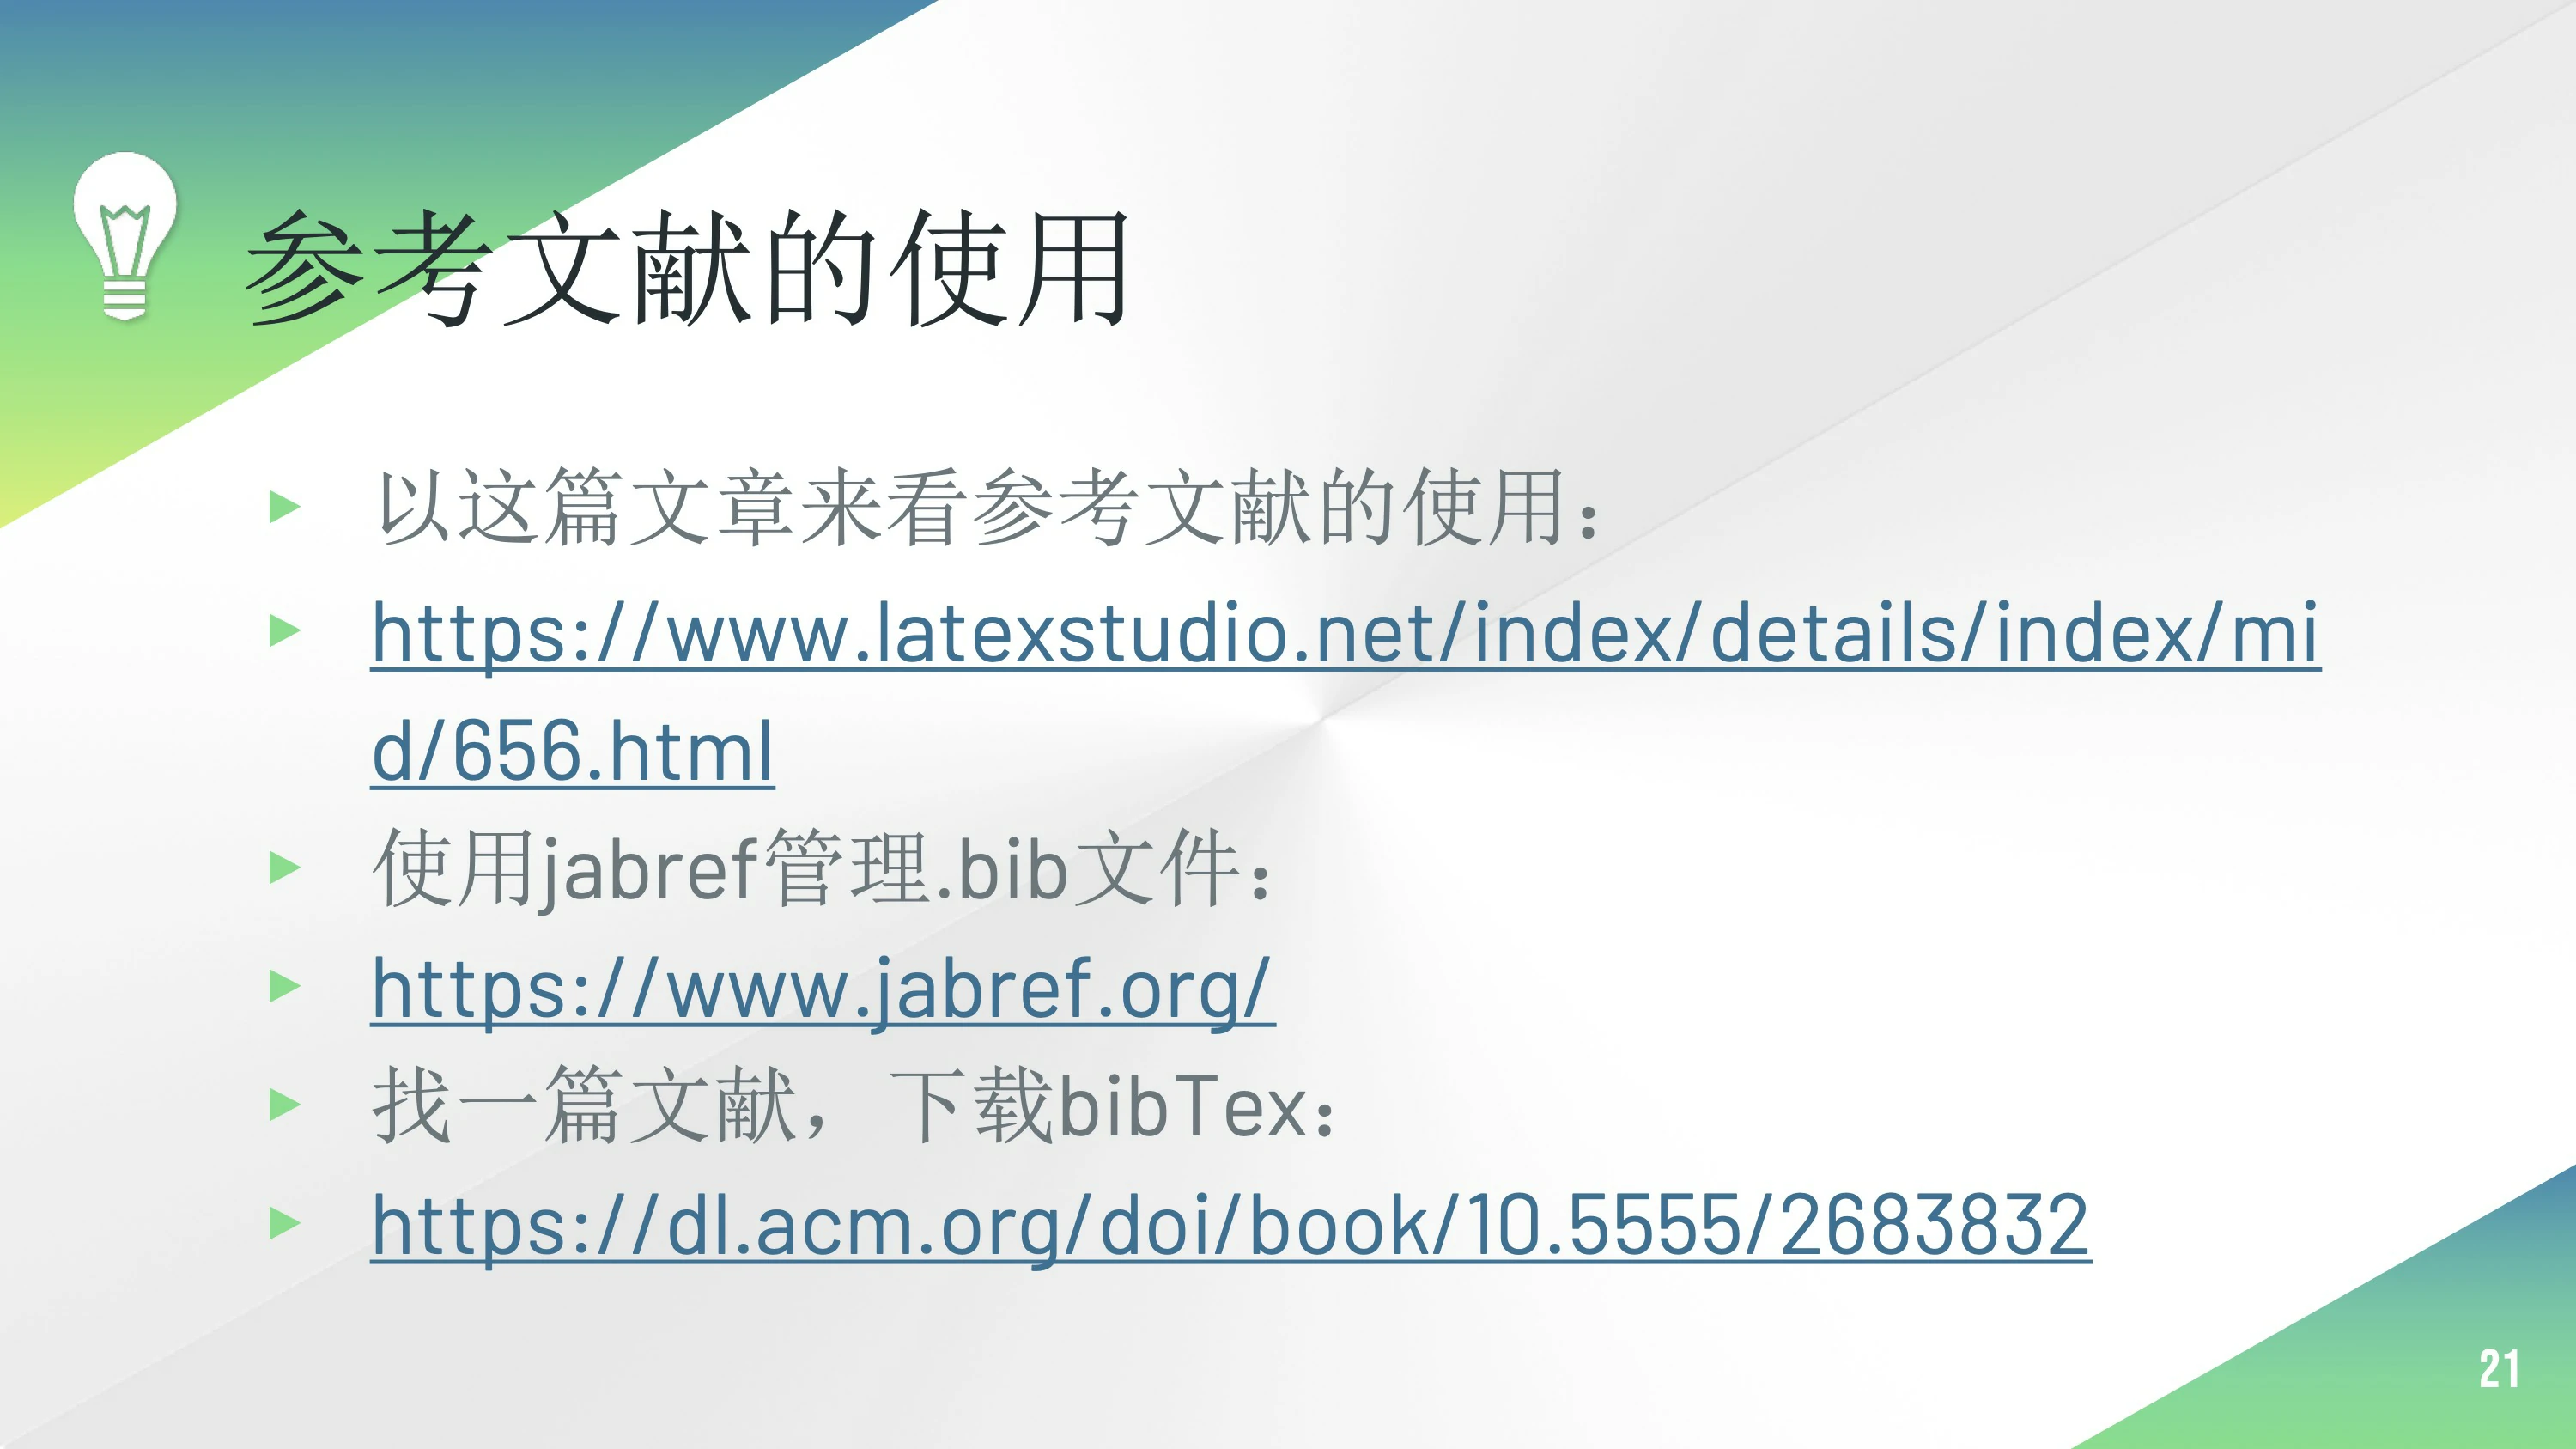 参考文献的使用
以这篇文章来看参考文献的使用：
https://www.latexstudio.net/index/details/index/mi
d/656.html
使用jabref管理.bib文件：
https://www.jabref.org/
找一篇文献，下载bibTex：
https://dl.acm.org/doi/book/10.5555/2683832
21